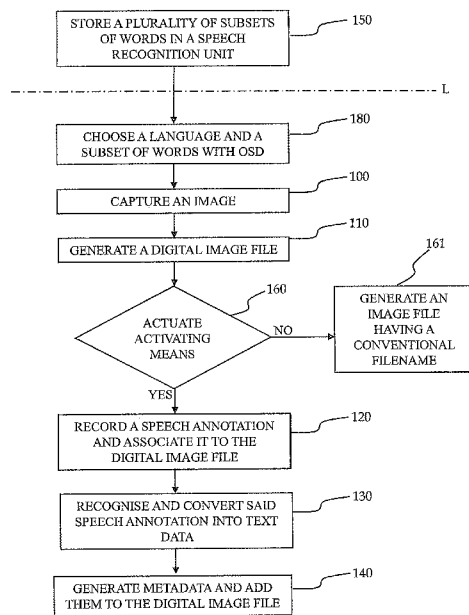 STORE A PLURALITY OF SUBSETS
OF WORDS IN A SPEECH
RECOGNITION UNIT
150
L
CHOOSE A LANGUAGE AND A
SUBSET OF WORDS WITH OSD
180
CAPTURE AN IMAGE
100
GENERATE A DIGITAL IMAGE FILE
110
ACTUATE
ACTIVATING
MEANS
160
NO
GENERATE AN
IMAGE FILE
HAVING A
CONVENTIONAL
FILENAME
161
YES
RECORD A SPEECH ANNOTATION
AND ASSOCIATE IT TO THE
DIGITAL IMAGE FILE
120
RECOGNISE AND CONVERT SAID
SPEECH ANNOTATION INTO TEXT
DATA
130
GENERATE METADATA AND ADD
THEM TO THE DIGITAL IMAGE FILE
140